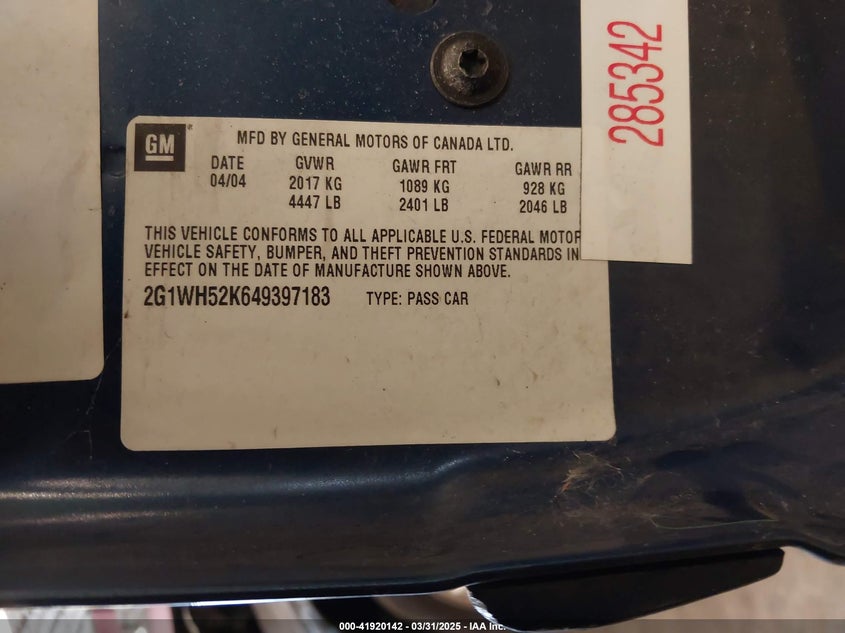 285342
GM
MFD BY GENERAL MOTORS OF CANADA LTD.
DATE GVWR GAWR FRT GAWR RR
04/04 2017 KG 1089 KG 928 KG
4447 LB 2401 LB 2046 LB
THIS VEHICLE CONFORMS TO ALL APPLICABLE U.S. FEDERAL MOTOR
VEHICLE SAFETY, BUMPER, AND THEFT PREVENTION STANDARDS IN
EFFECT ON THE DATE OF MANUFACTURE SHOWN ABOVE.
2G1WH52K649397183 TYPE: PASS CAR
000-41920142 - 03/31/2025 - IAA Inc.